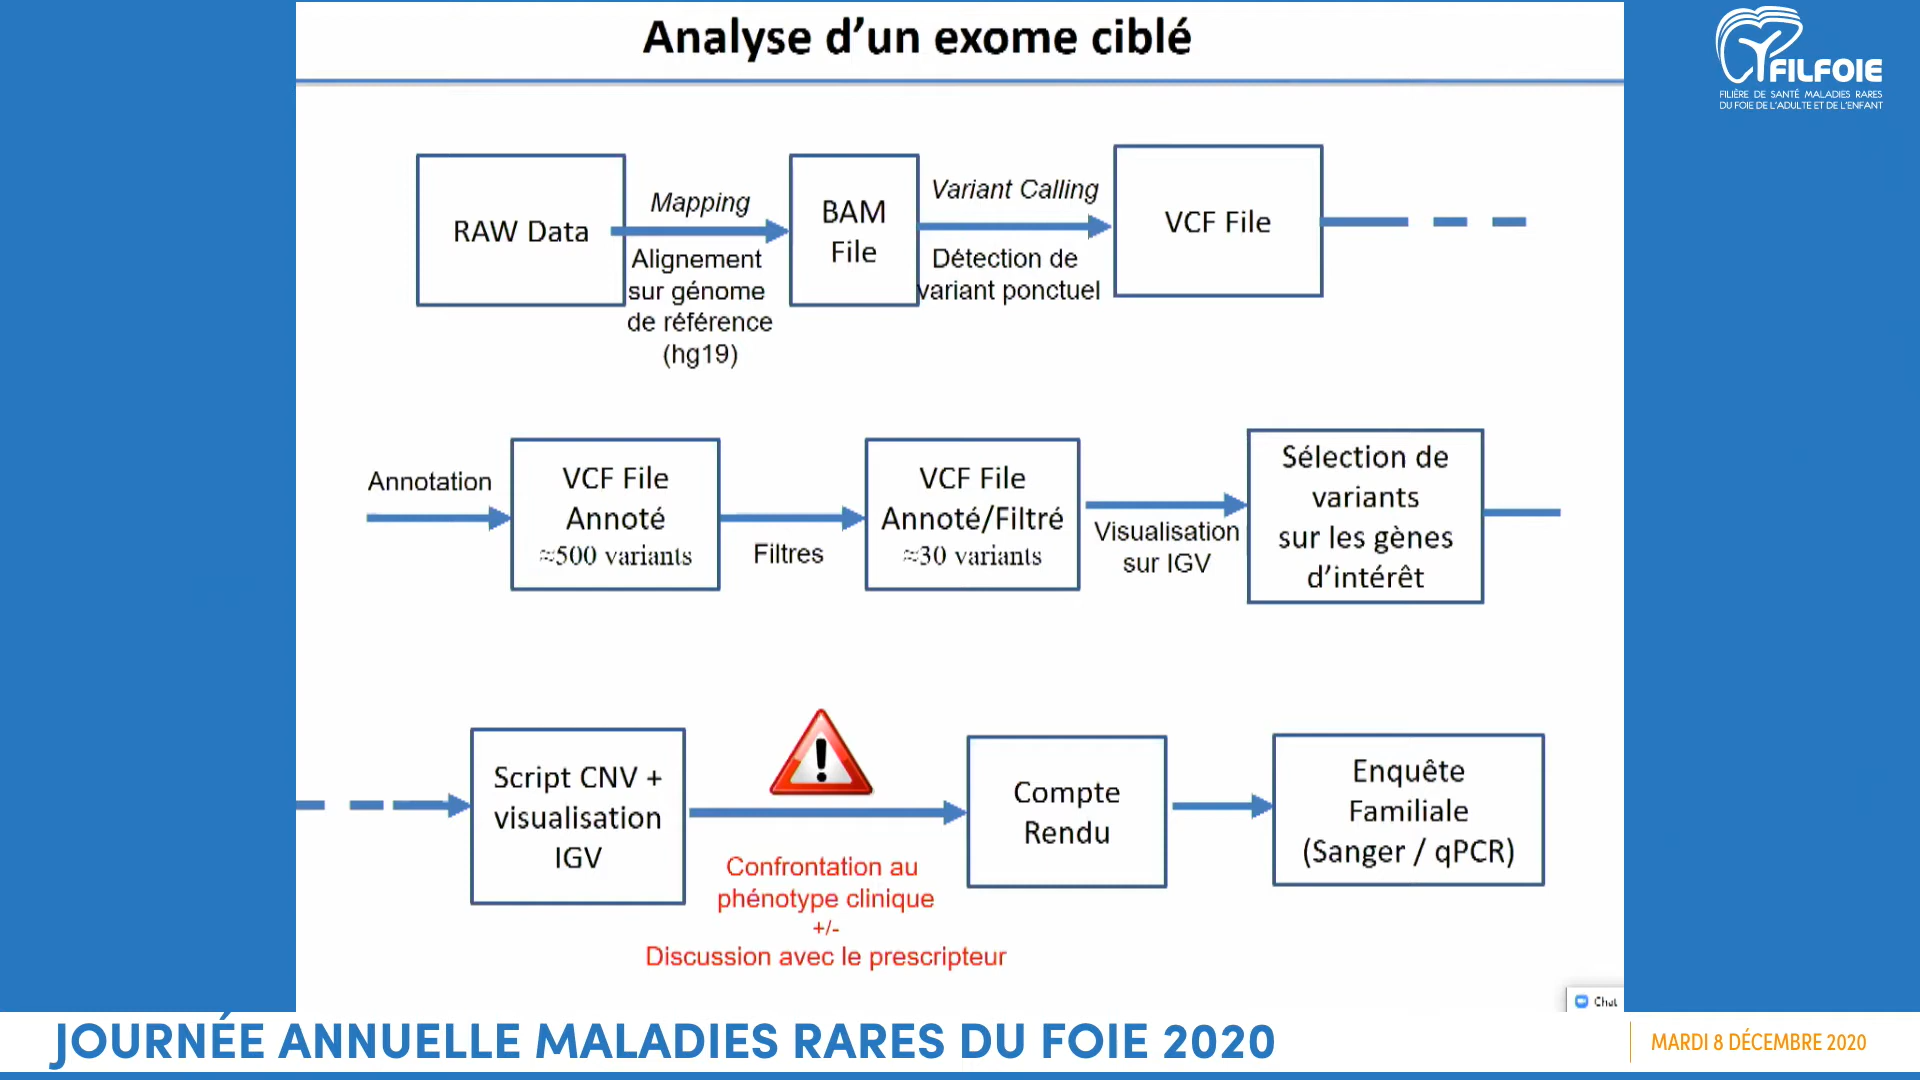 Analyse d’un exome ciblé
FILFOIE
FILIÈRE DE SANTÉ MALADIES RARES
DU FOIE DE L'ADULTE ET DE L'ENFANT
RAW Data
Mapping
Alignement
sur génome
de référence
(hg19)
BAM
File
Variant Calling
Détection de
variant ponctuel
VCF File
Annotation
VCF File
Annoté
≈500 variants
Filtres
VCF File
Annoté/Filtré
≈30 variants
Visualisation
sur IGV
Sélection de
variants
sur les gènes
d’intérêt
Script CNV +
visualisation
IGV
!
Confrontation au
phénotype clinique
+/-
Discussion avec le prescripteur
Compte
Rendu
Enquête
Familiale
(Sanger / qPCR)
Chat
JOURNÉE ANNUELLE MALADIES RARES DU FOIE 2020
MARDI 8 DÉCEMBRE 2020